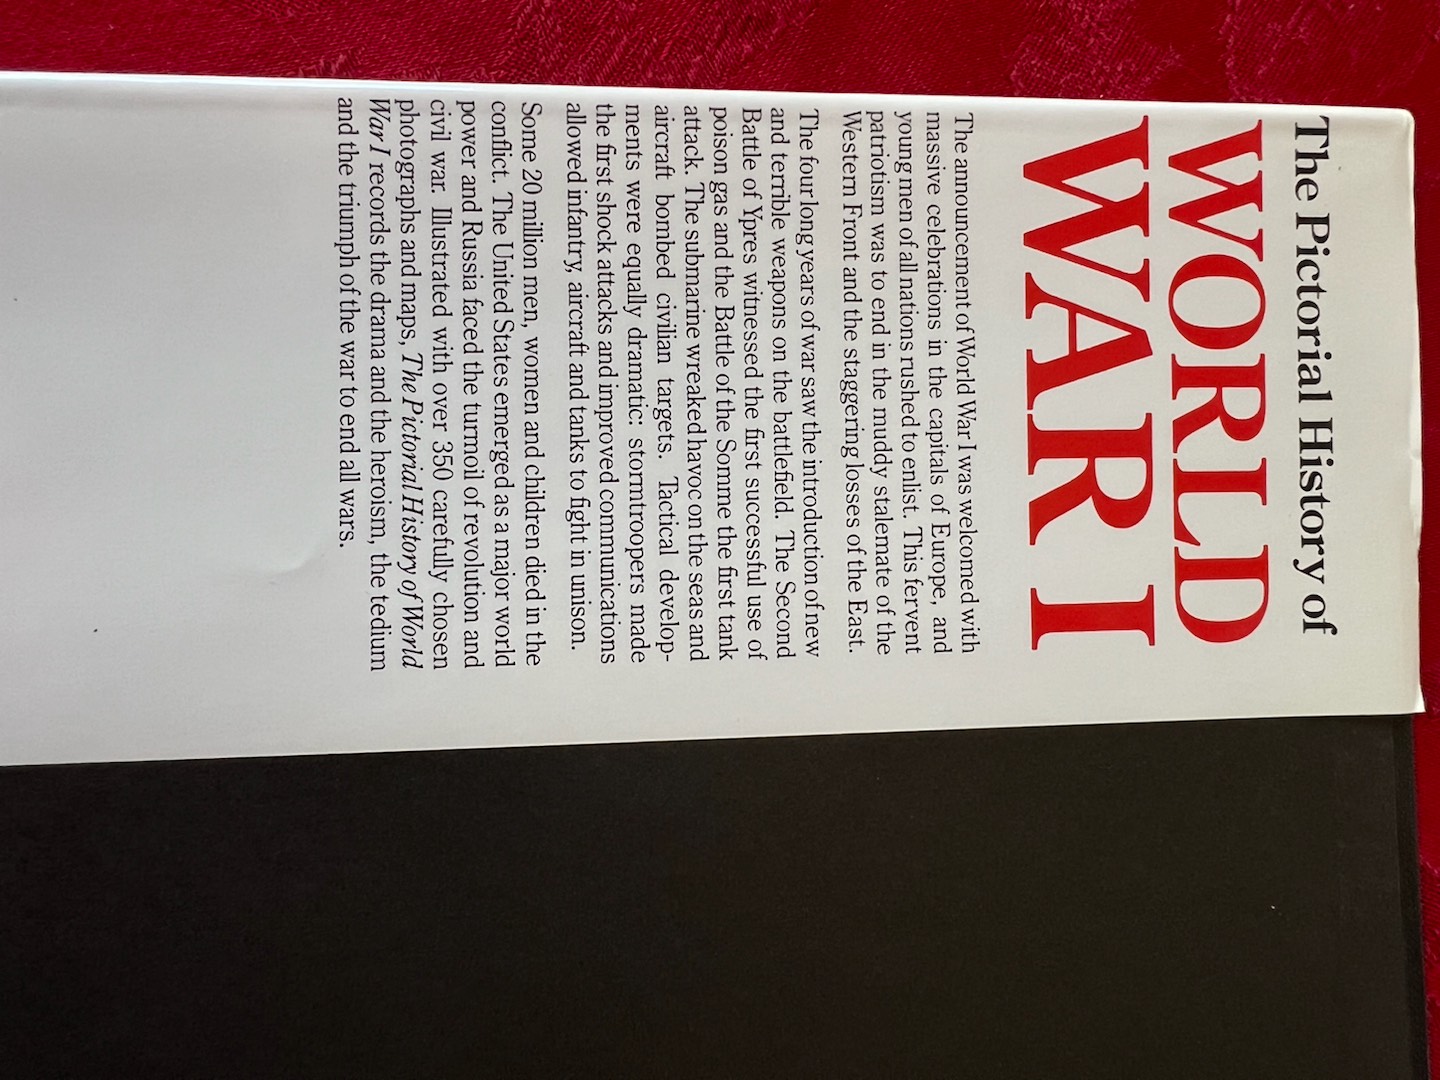 The Pictorial History of
WORLD
WAR I
The announcement of World War I was welcomed with
massive celebrations in the capitals of Europe, and
young men of all nations rushed to enlist. This fervent
patriotism was to end in the muddy stalemate of the
Western Front and the staggering losses of the East.
The four long years of war saw the introduction of new
and terrible weapons on the battlefield. The Second
Battle of Ypres witnessed the first successful use of
poison gas and the Battle of the Somme the first tank
attack. The submarine wreaked havoc on the seas and
aircraft bombed civilian targets. Tactical develop-
ments were equally dramatic: stormtroopers made
the first shock attacks and improved communications
allowed infantry, aircraft and tanks to fight in unison.
Some 20 million men, women and children died in the
conflict. The United States emerged as a major world
power and Russia faced the turmoil of revolution and
civil war. Illustrated with over 350 carefully chosen
photographs and maps, The Pictorial History of World
War I records the drama and the heroism, the tedium
and the triumph of the war to end all wars.